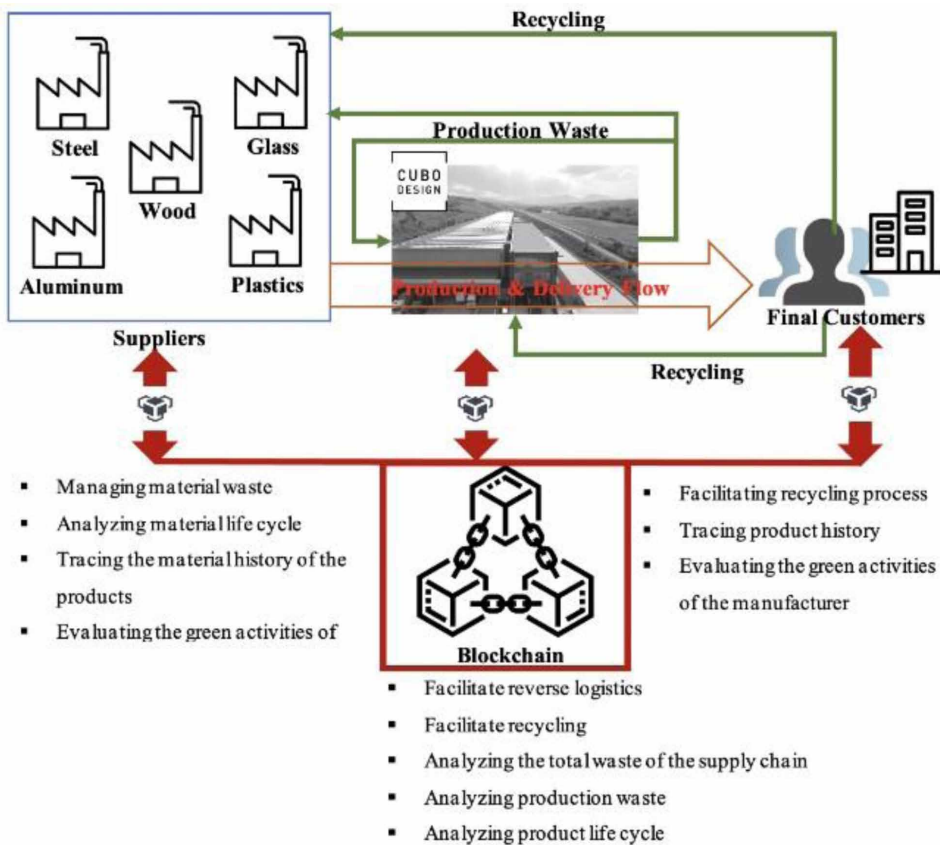 Recycling
Production Waste
CUBO
DESIGN
Steel
Glass
Wood
Aluminum
Plastics
Production & Delivery Flow
Suppliers
Final Customers
Recycling
▪ Managing material waste
▪ Analyzing material life cycle
▪ Tracing the material history of the
products
▪ Evaluating the green activities of
▪ Facilitating recycling process
▪ Tracing product history
▪ Evaluating the green activities
of the manufacturer
Blockchain
▪ Facilitate reverse logistics
▪ Facilitate recycling
▪ Analyzing the total waste of the supply chain
▪ Analyzing production waste
▪ Analyzing product life cycle